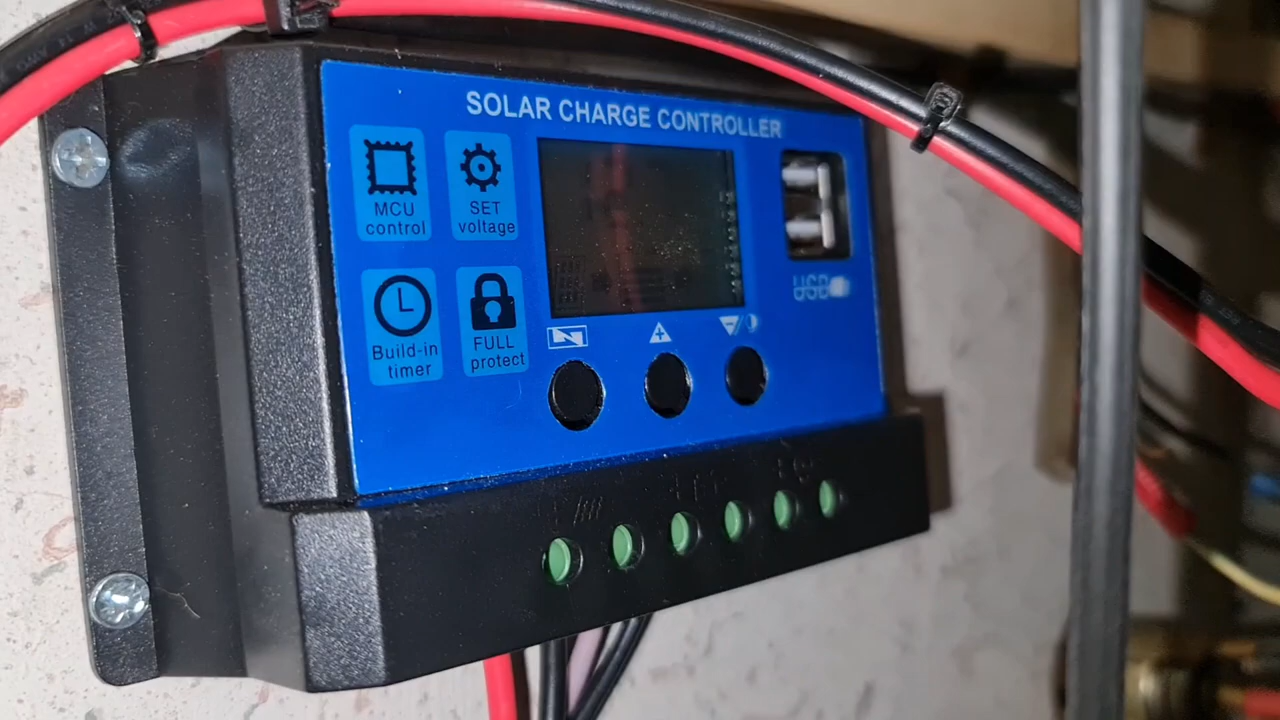 SOLAR CHARGE CONTROLLER
MCU
control
SET
voltage
Build-in
timer
FULL
protect
USB